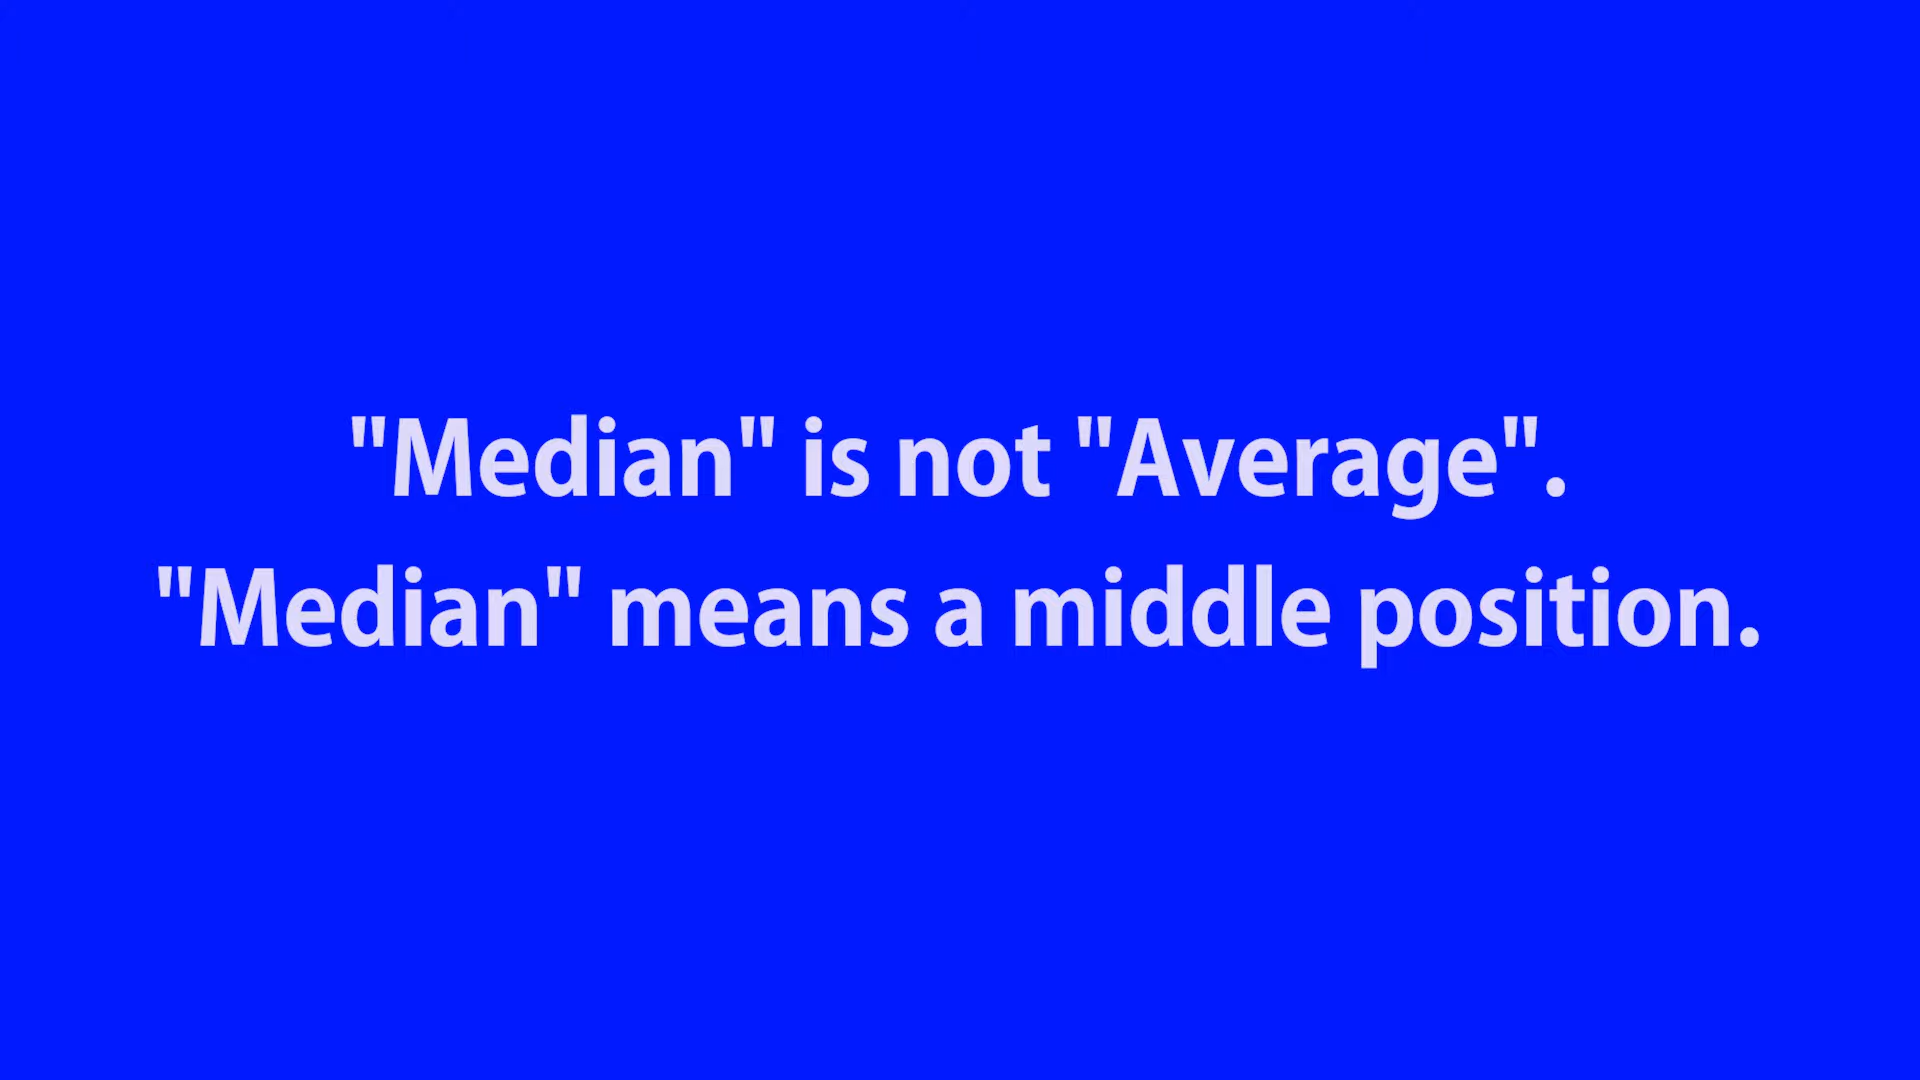 "Median" is not "Average".
"Median" means a middle position.